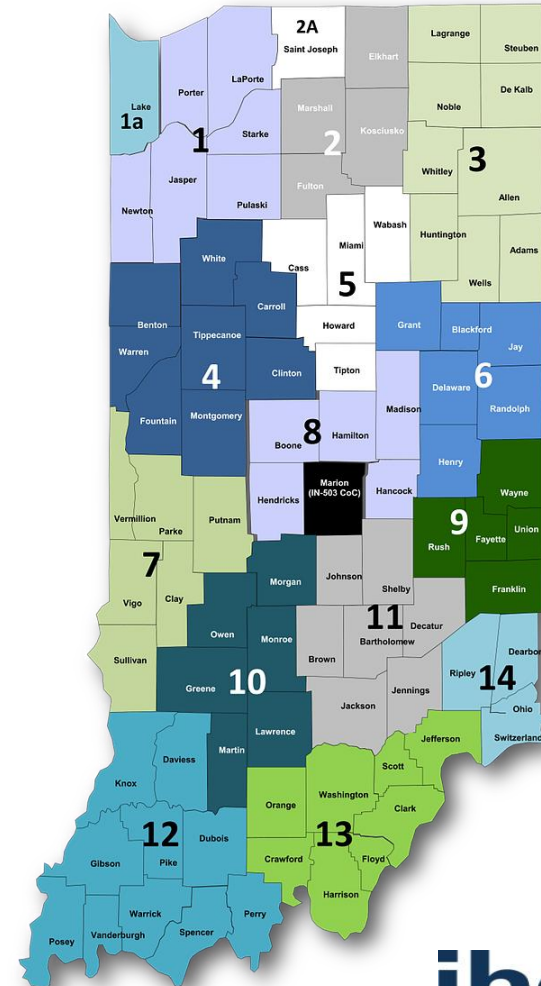 2A
Saint Joseph
Elkhart
Lagrange
Steuben
Lake
1a
Porter
LaPorte
Noble
De Kalb
Marshall
Kosciusko
Starke
1
2
3
Whitley
Allen
Jasper
Newton
Pulaski
Fulton
Wabash
Huntington
Adams
Wells
White
Cass
Miami
5
Carroll
Benton
Tippecanoe
Howard
Grant
Blackford
Jay
Warren
4
Clinton
Tipton
Delaware
6
Randolph
Fountain
Montgomery
Boone
8
Hamilton
Madison
Henry
Hendricks
Marion
(IN-503 CoC)
Hancock
Wayne
Vermillion
Parke
Putnam
9
Rush
Fayette
Union
7
Morgan
Johnson
Shelby
Franklin
Vigo
Clay
Owen
Monroe
11
Decatur
Bartholomew
Brown
Sullivan
Greene
10
Ripley
14
Dearbor
Jackson
Jennings
Ohio
Switzerland
Lawrence
Martin
Jefferson
Knox
Daviess
Scott
Orange
Washington
Clark
12
Dubois
13
Gibson
Pike
Crawford
Floyd
Harrison
Warrick
Perry
Posey
Vanderburgh
Spencer